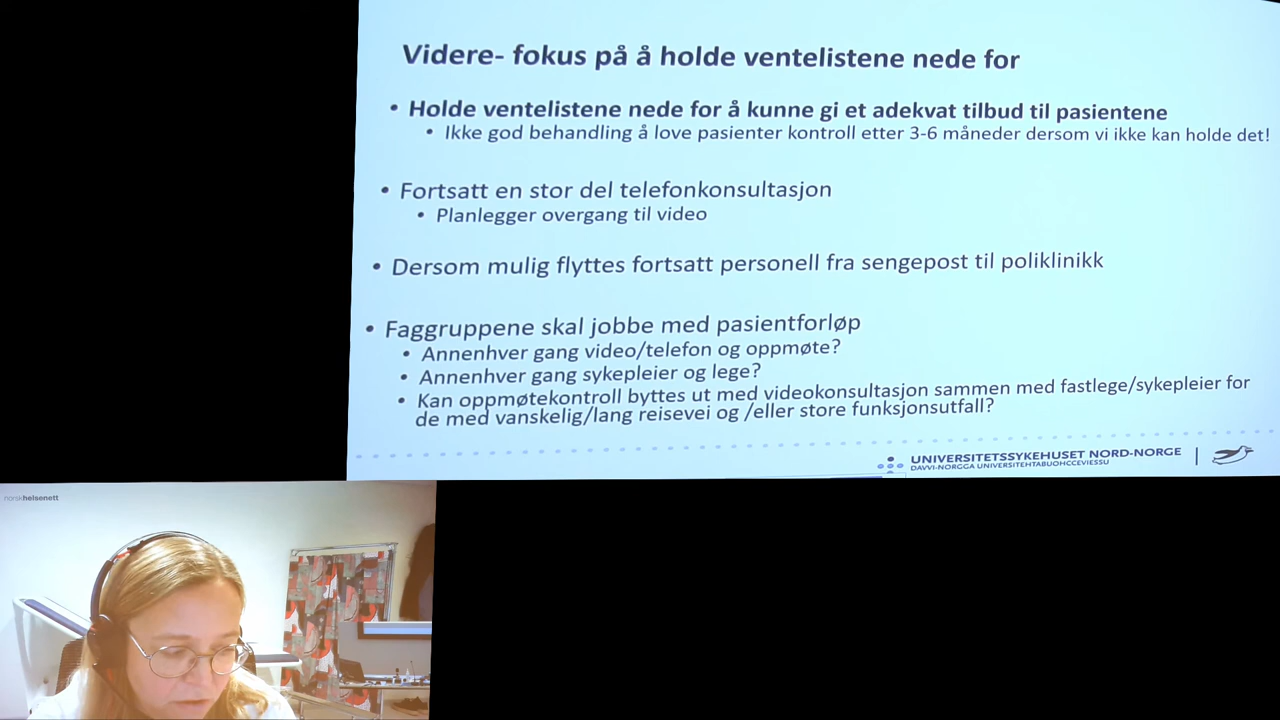 Videre- fokus på å holde ventelistene nede for
• Holde ventelistene nede for å kunne gi et adekvat tilbud til pasientene
• Ikke god behandling å love pasienter kontroll etter 3-6 måneder dersom vi ikke kan holde det!
• Fortsatt en stor del telefonkonsultasjon
• Planlegger overgang til video
• Dersom mulig flyttes fortsatt personell fra sengepost til poliklinikk
• Faggruppene skal jobbe med pasientforløp
• Annenhver gang video/telefon og oppmøte?
• Annenhver gang sykepleier og lege?
• Kan oppmøtekontroll byttes ut med videokonsultasjon sammen med fastlege/sykepleier for
de med vanskelig/lang reisevei og /eller store funksjonsutfall?
UNIVERSITETSSYKEHUSET NORD-NORGE
DAVVI-NORGGA UNIVERSITEHTABUOHCCEVIESSU
norskhelsenett